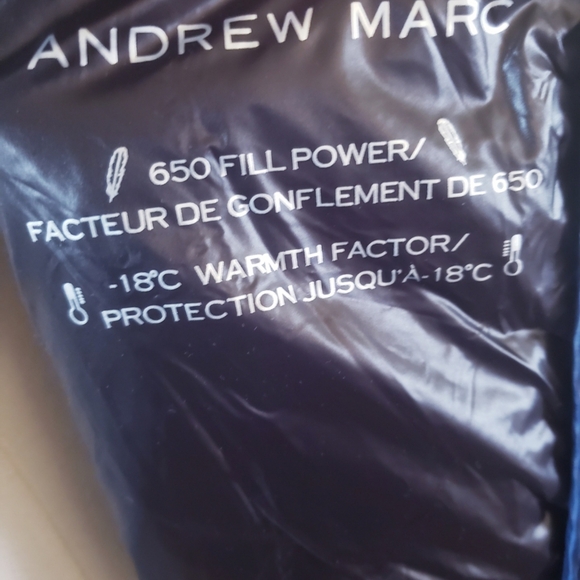 ANDREW MARC
650 FILL POWER/
FACTEUR DE GONFLEMENT DE 650
-18°C WARMTH FACTOR/
PROTECTION JUSQU'À -18°C